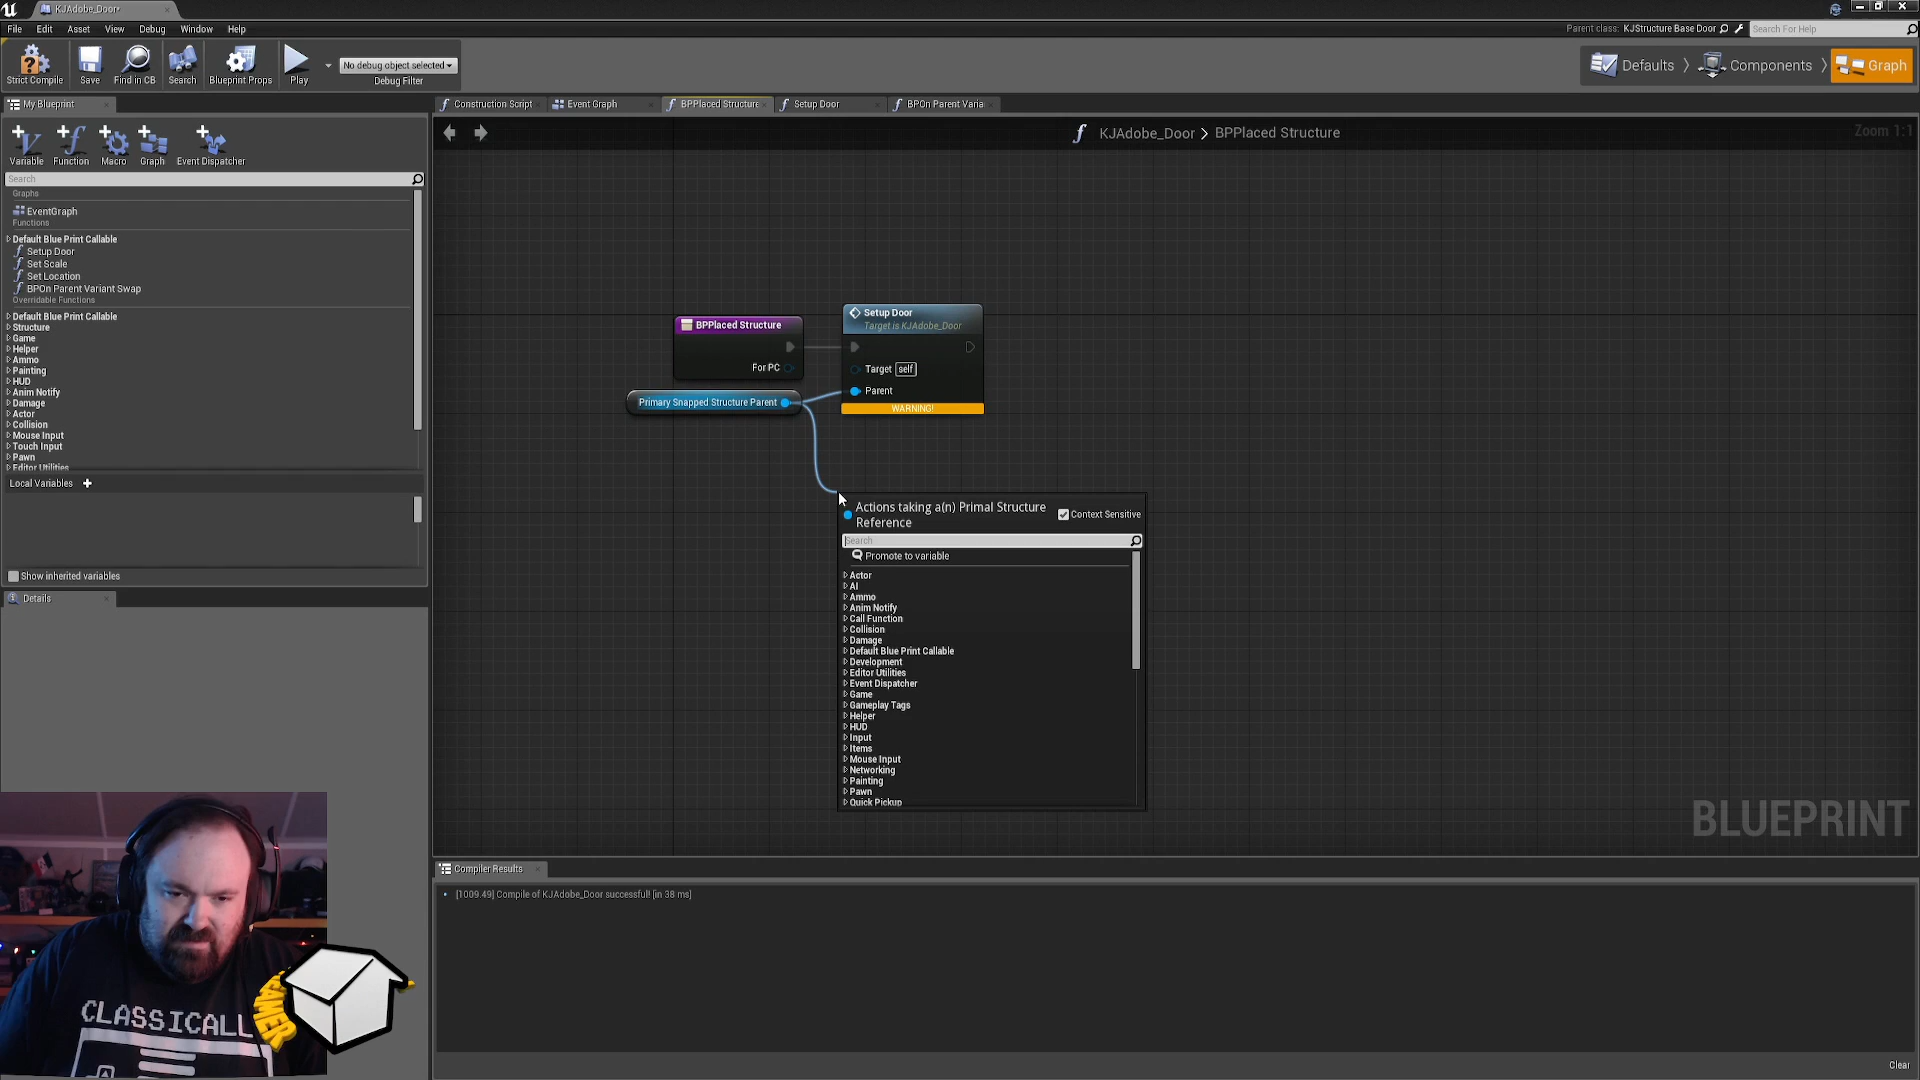 KJAdobe_Door*
File Edit Asset View Debug Window Help
Parent class: KJStructure Base Door
Search For Help
Strict Compile
Save
Find in CB
Search
Blueprint Props
Play
No debug object selected
Debug Filter
Defaults
Components
Graph
My Blueprint
Construction Script
Event Graph
BPPlaced Structure
Setup Door
BPOn Parent Varia
Variable
Function
Macro
Graph
Event Dispatcher
KJAdobe_Door > BPPlaced Structure
Zoom 1:1
Search
Graphs
EventGraph
Functions
Default Blue Print Callable
Setup Door
Set Scale
Set Location
BPOn Parent Variant Swap
Overridable Functions
Default Blue Print Callable
Structure
Game
Helper
Ammo
Painting
HUD
Anim Notify
Damage
Actor
Collision
Mouse Input
Touch Input
Pawn
Editor Utilities
Local Variables
Show inherited variables
Details
BPPlaced Structure
For PC
Primary Snapped Structure Parent
Setup Door
Target is KJAdobe_Door
Target self
Parent
WARNING!
Actions taking a(n) Primal Structure
Reference
Context Sensitive
Search
Promote to variable
Actor
AI
Ammo
Anim Notify
Call Function
Collision
Damage
Default Blue Print Callable
Development
Editor Utilities
Event Dispatcher
Game
Gameplay Tags
Helper
HUD
Input
Items
Mouse Input
Networking
Painting
Pawn
Quick Pickup
BLUEPRINT
Compiler Results
[1009.49] Compile of KJAdobe_Door successful! [in 38 ms]
Clear
CLASSICALL